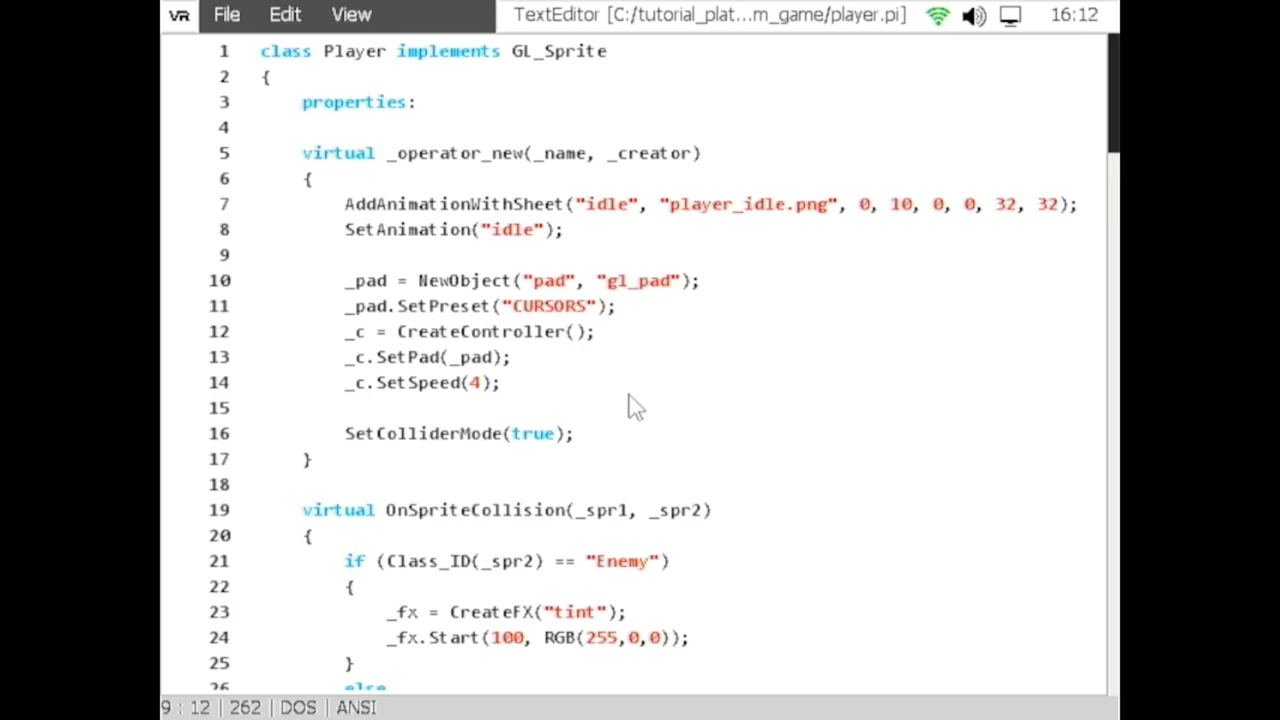 VR File Edit View TextEditor [C:/tutorial_plat...m_game/player.pi] 16:12
1 class Player implements GL_Sprite
2 {
3 properties:
4
5 virtual _operator_new(_name, _creator)
6 {
7 AddAnimationWithSheet("idle", "player_idle.png", 0, 10, 0, 0, 32, 32);
8 SetAnimation("idle");
9
10 _pad = NewObject("pad", "gl_pad");
11 _pad.SetPreset("CURSORS");
12 _c = CreateController();
13 _c.SetPad(_pad);
14 _c.SetSpeed(4);
15
16 SetColliderMode(true);
17 }
18
19 virtual OnSpriteCollision(_spr1, _spr2)
20 {
21 if (Class_ID(_spr2) == "Enemy")
22 {
23 _fx = CreateFX("tint");
24 _fx.Start(100, RGB(255,0,0));
25 }
26 else
9 : 12 | 262 | DOS | ANSI